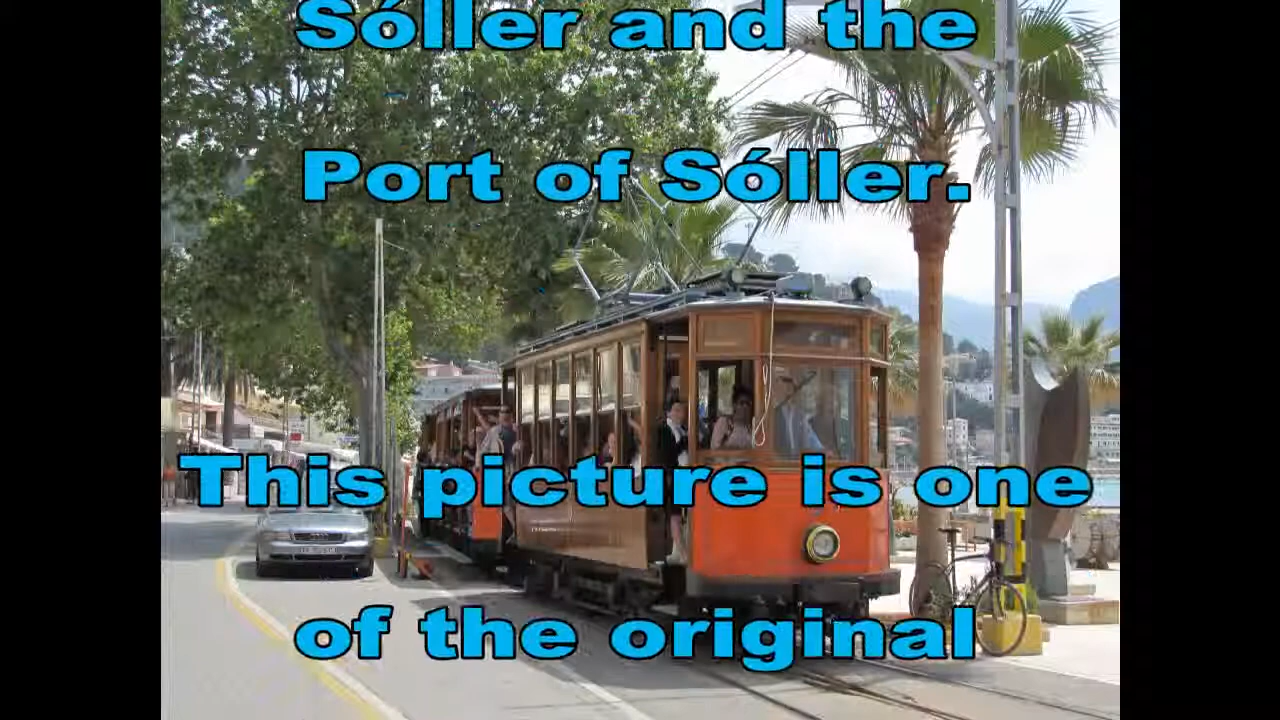 Sóller and the
Port of Sóller.
This picture is one
of the original